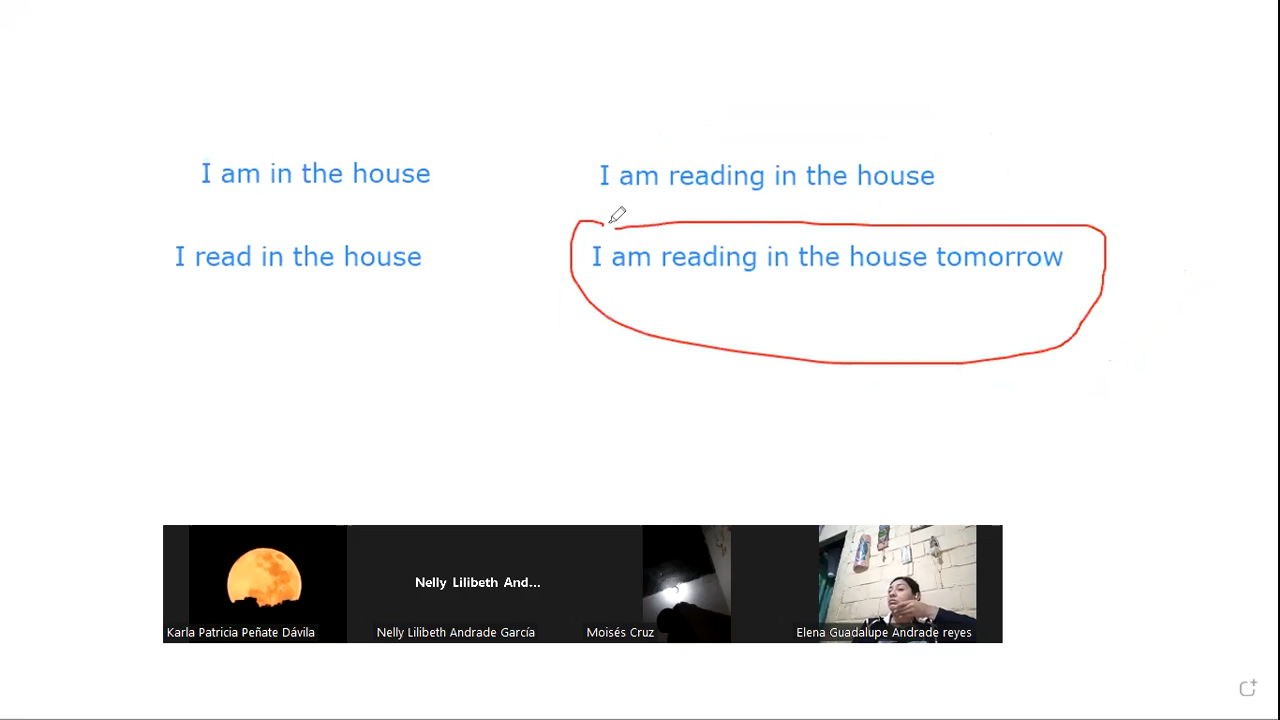 I am in the house
I am reading in the house
I read in the house
I am reading in the house tomorrow
Nelly Lilibeth And...
Karla Patricia Peñate Dávila
Nelly Lilibeth Andrade García
Moisés Cruz
Elena Guadalupe Andrade reyes